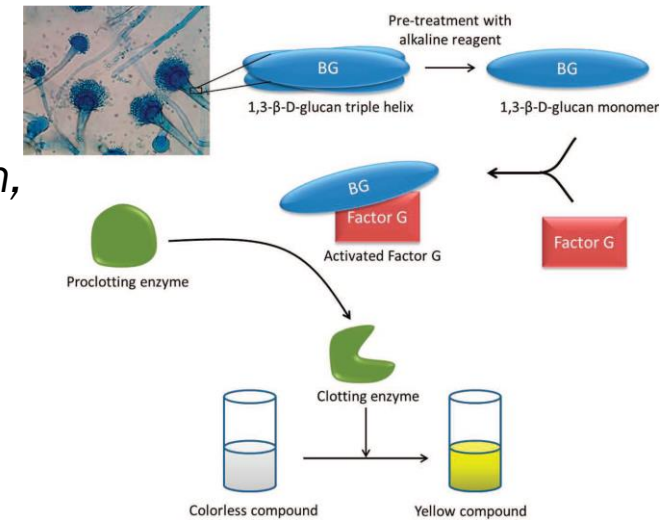 Pre-treatment with
alkaline reagent
BG
BG
1,3-β-D-glucan triple helix
1,3-β-D-glucan monomer
BG
Factor G
Activated Factor G
Factor G
Proclotting enzyme
Clotting enzyme
Colorless compound
Yellow compound